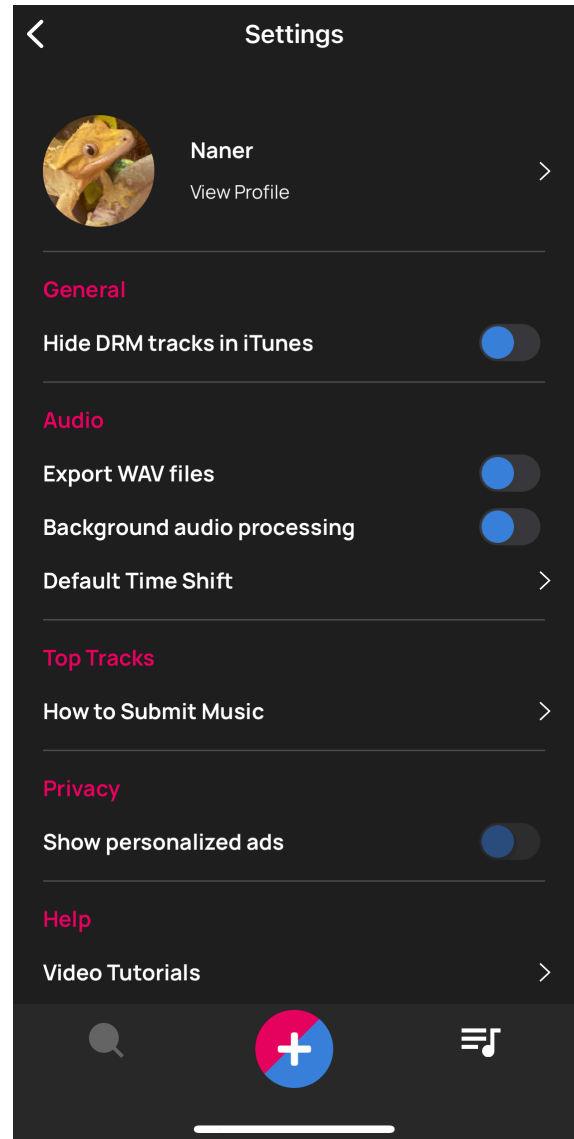 Settings
Naner
View Profile
General
Hide DRM tracks in iTunes
Audio
Export WAV files
Background audio processing
Default Time Shift
Top Tracks
How to Submit Music
Privacy
Show personalized ads
Help
Video Tutorials